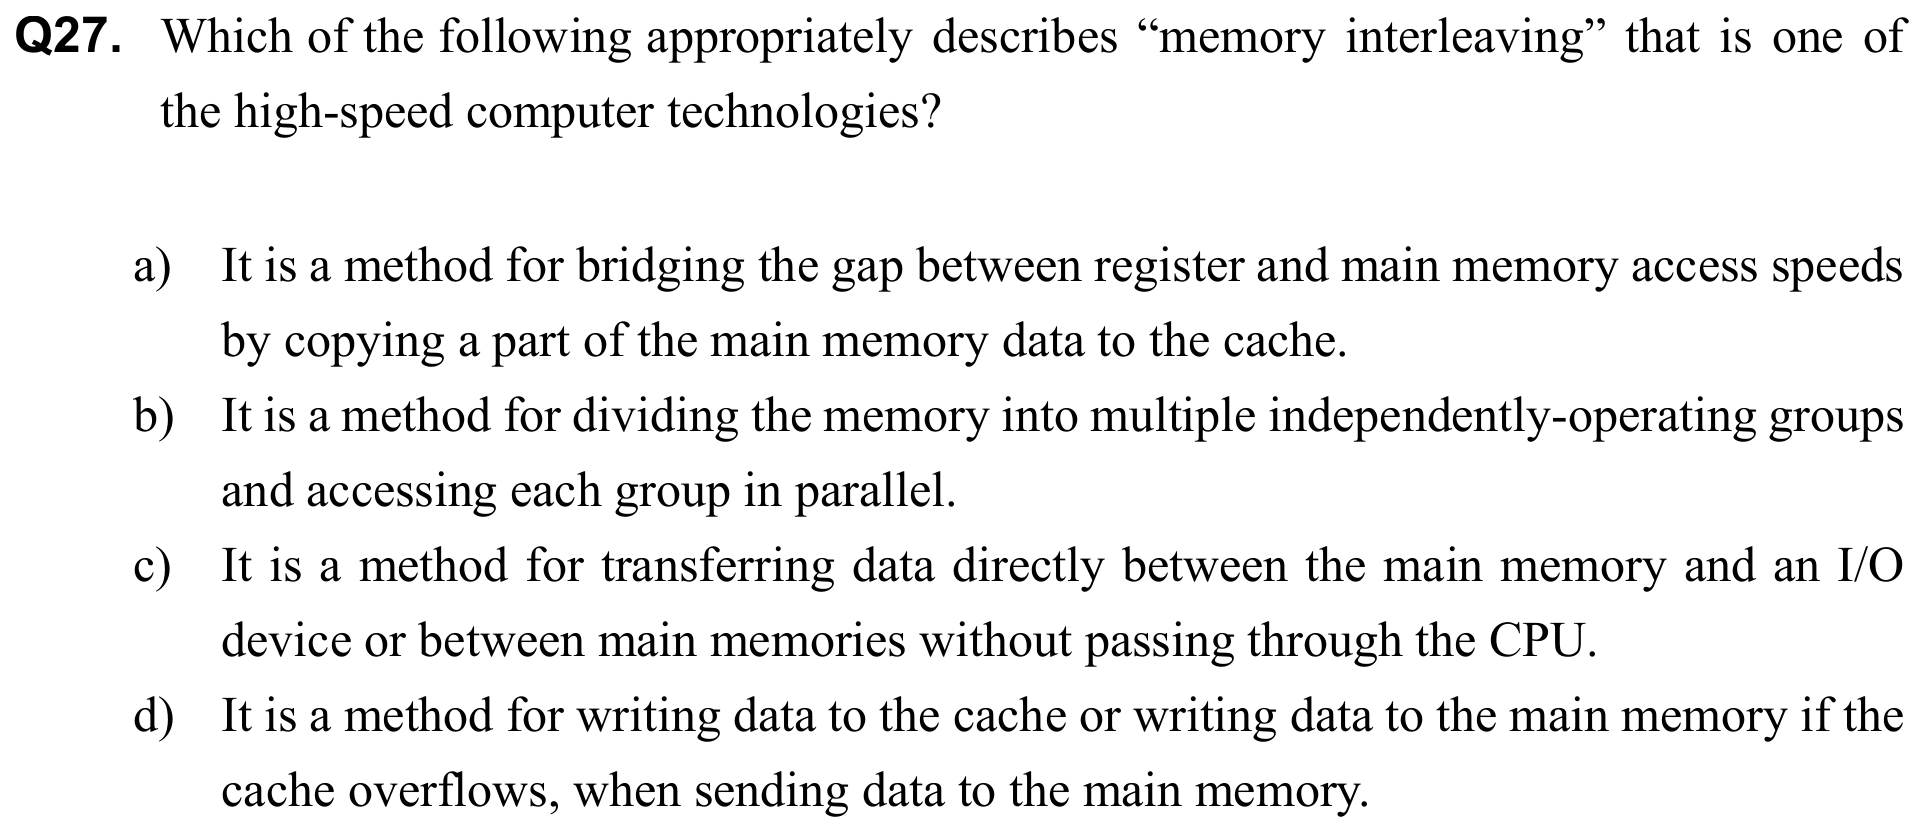 Q27. Which of the following appropriately describes “memory interleaving” that is one of
the high-speed computer technologies?
a) It is a method for bridging the gap between register and main memory access speeds
by copying a part of the main memory data to the cache.
b) It is a method for dividing the memory into multiple independently-operating groups
and accessing each group in parallel.
c) It is a method for transferring data directly between the main memory and an I/O
device or between main memories without passing through the CPU.
d) It is a method for writing data to the cache or writing data to the main memory if the
cache overflows, when sending data to the main memory.